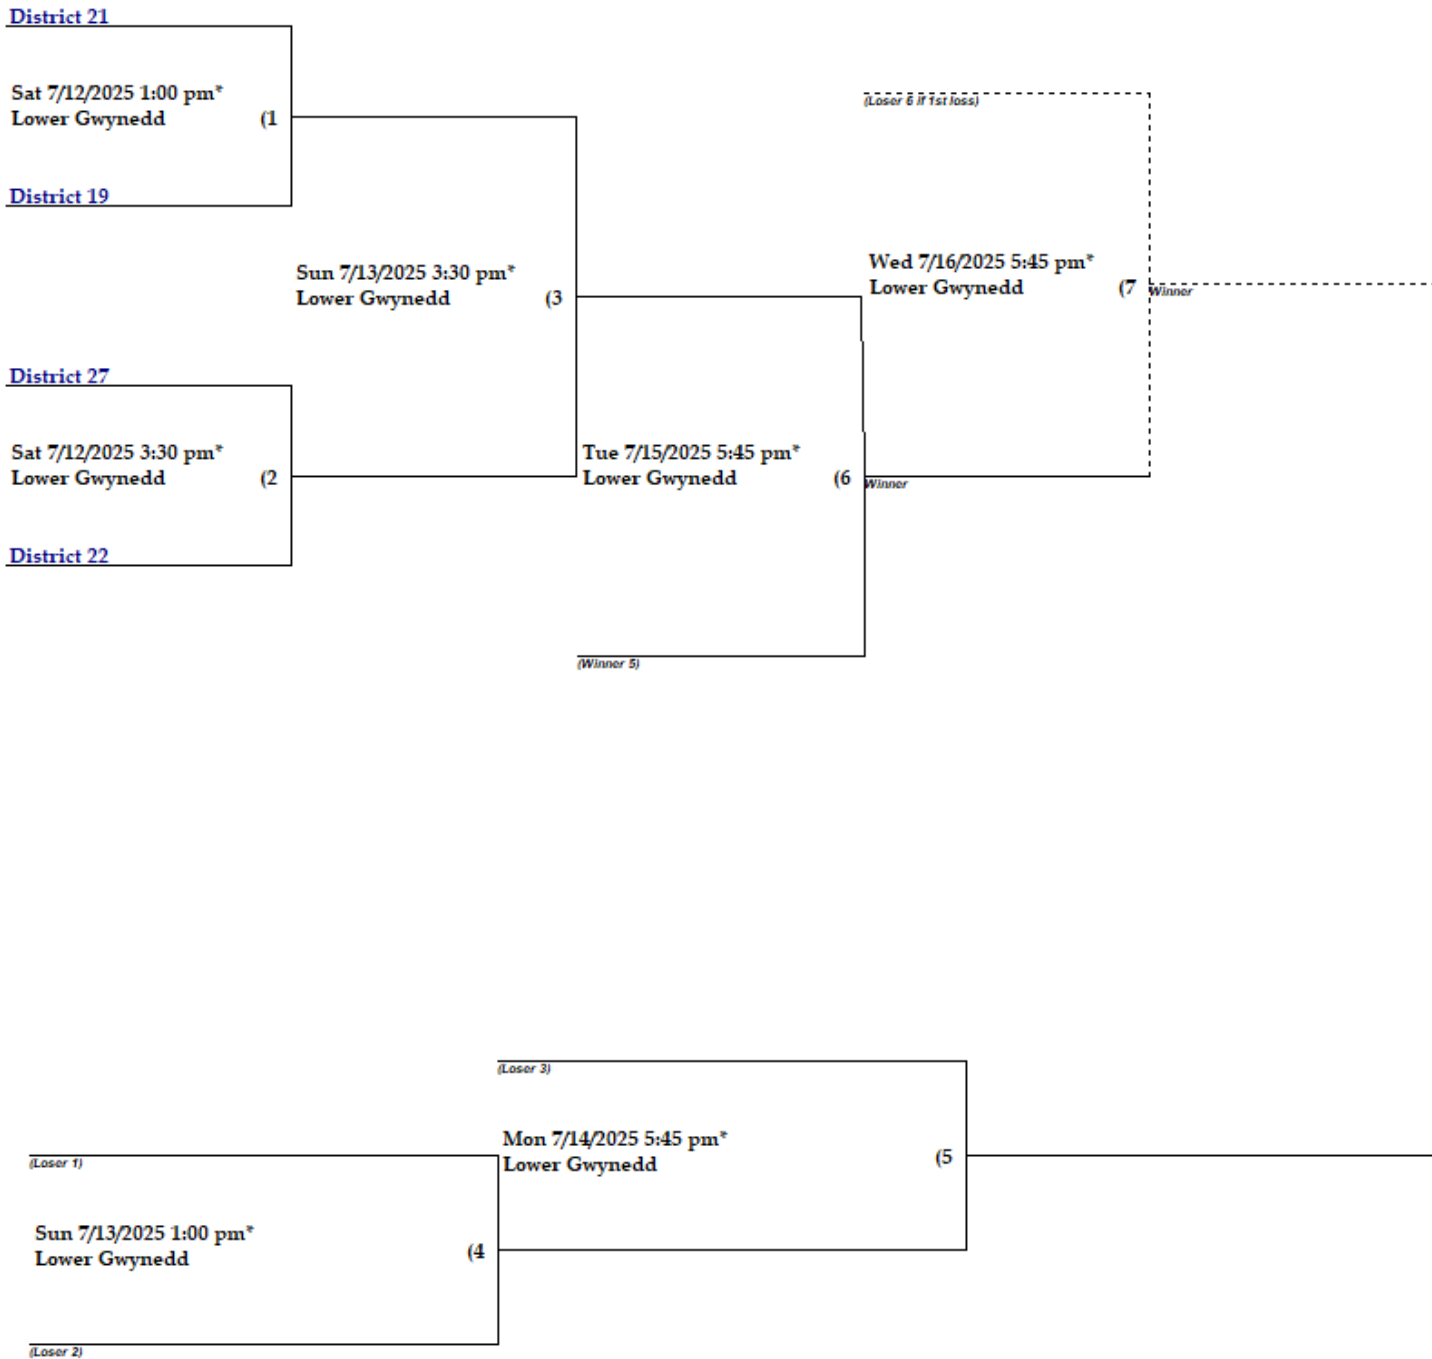 District 21
Sat 7/12/2025 1:00 pm*
Lower Gwynedd (1
District 19
(Loser 6 if 1st loss)
Sun 7/13/2025 3:30 pm*
Lower Gwynedd (3
Wed 7/16/2025 5:45 pm*
Lower Gwynedd (7
Winner
District 27
Sat 7/12/2025 3:30 pm*
Lower Gwynedd (2
Tue 7/15/2025 5:45 pm*
Lower Gwynedd (6
Winner
District 22
(Winner 5)
(Loser 3)
Mon 7/14/2025 5:45 pm*
Lower Gwynedd (5
(Loser 1)
Sun 7/13/2025 1:00 pm*
Lower Gwynedd (4
(Loser 2)